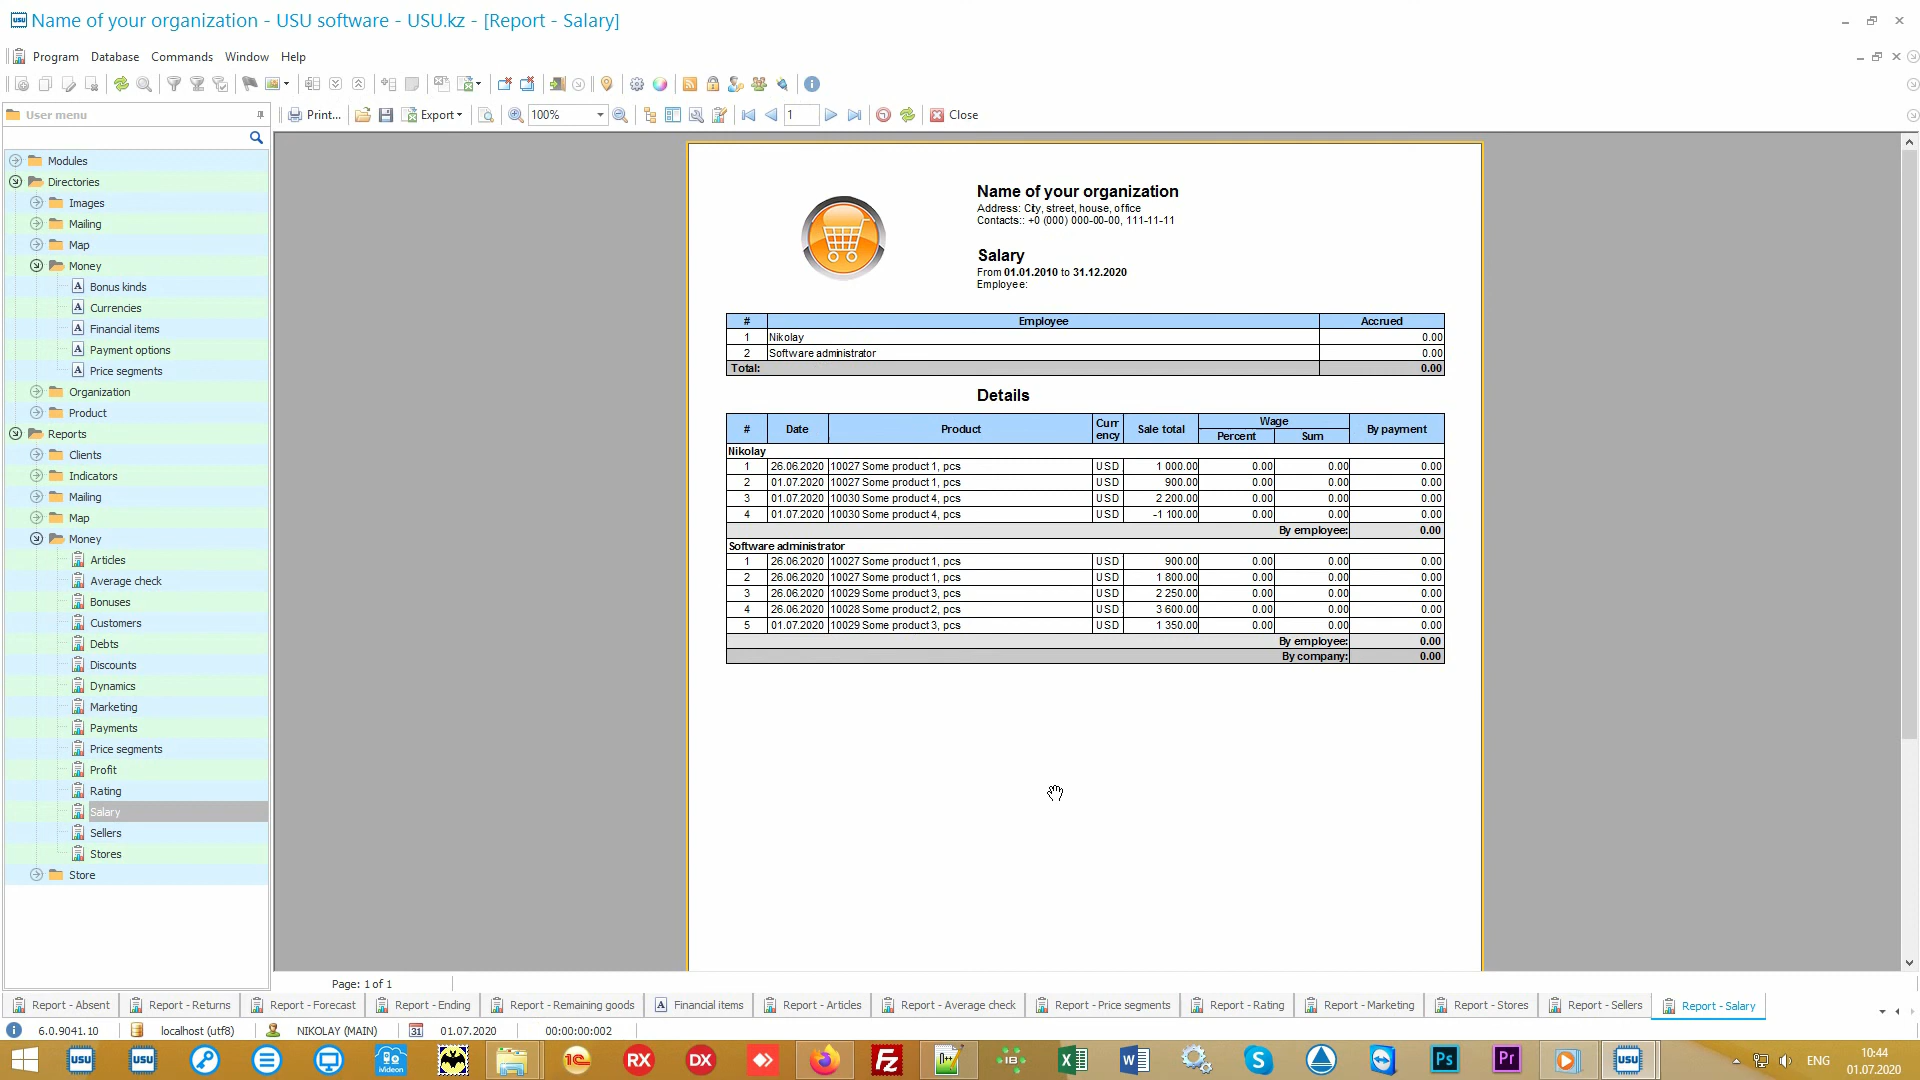 Name of your organization - USU software - USU.kz - [Report - Salary]
Program Database Commands Window Help
User menu
Print... Export 100% 1 Close
Modules
Directories
Images
Mailing
Map
Money
Bonus kinds
Currencies
Financial items
Payment options
Price segments
Organization
Product
Reports
Clients
Indicators
Mailing
Map
Money
Articles
Average check
Bonuses
Customers
Debts
Discounts
Dynamics
Marketing
Payments
Price segments
Profit
Rating
Salary
Sellers
Stores
Store
Name of your organization
Address: City, street, house, office
Contacts:: +0 (000) 000-00-00, 111-11-11
Salary
From 01.01.2010 to 31.12.2020
Employee:
# Employee Accrued
1 Nikolay 0.00
2 Software administrator 0.00
Total: 0.00
Details
# Date Product Curr ency Sale total Wage By payment
Percent Sum
Nikolay
1 26.06.2020 10027 Some product 1, pcs USD 1 000.00 0.00 0.00 0.00
2 01.07.2020 10027 Some product 1, pcs USD 900.00 0.00 0.00 0.00
3 01.07.2020 10030 Some product 4, pcs USD 2 200.00 0.00 0.00 0.00
4 01.07.2020 10030 Some product 4, pcs USD -1 100.00 0.00 0.00 0.00
By employee: 0.00
Software administrator
1 26.06.2020 10027 Some product 1, pcs USD 900.00 0.00 0.00 0.00
2 26.06.2020 10027 Some product 1, pcs USD 1 800.00 0.00 0.00 0.00
3 26.06.2020 10029 Some product 3, pcs USD 2 250.00 0.00 0.00 0.00
4 26.06.2020 10028 Some product 2, pcs USD 3 600.00 0.00 0.00 0.00
5 01.07.2020 10029 Some product 3, pcs USD 1 350.00 0.00 0.00 0.00
By employee: 0.00
By company: 0.00
Page: 1 of 1
Report - Absent Report - Returns Report - Forecast Report - Ending Report - Remaining goods Financial items Report - Articles Report - Average check Report - Price segments Report - Rating Report - Marketing Report - Stores Report - Sellers Report - Salary
6.0.9041.10 localhost (utf8) NIKOLAY (MAIN) 31 01.07.2020 00:00:00:002
USU USU iVideon 1C RX DX FZ IB X W S Ps Pr USU ENG 10:44
01.07.2020